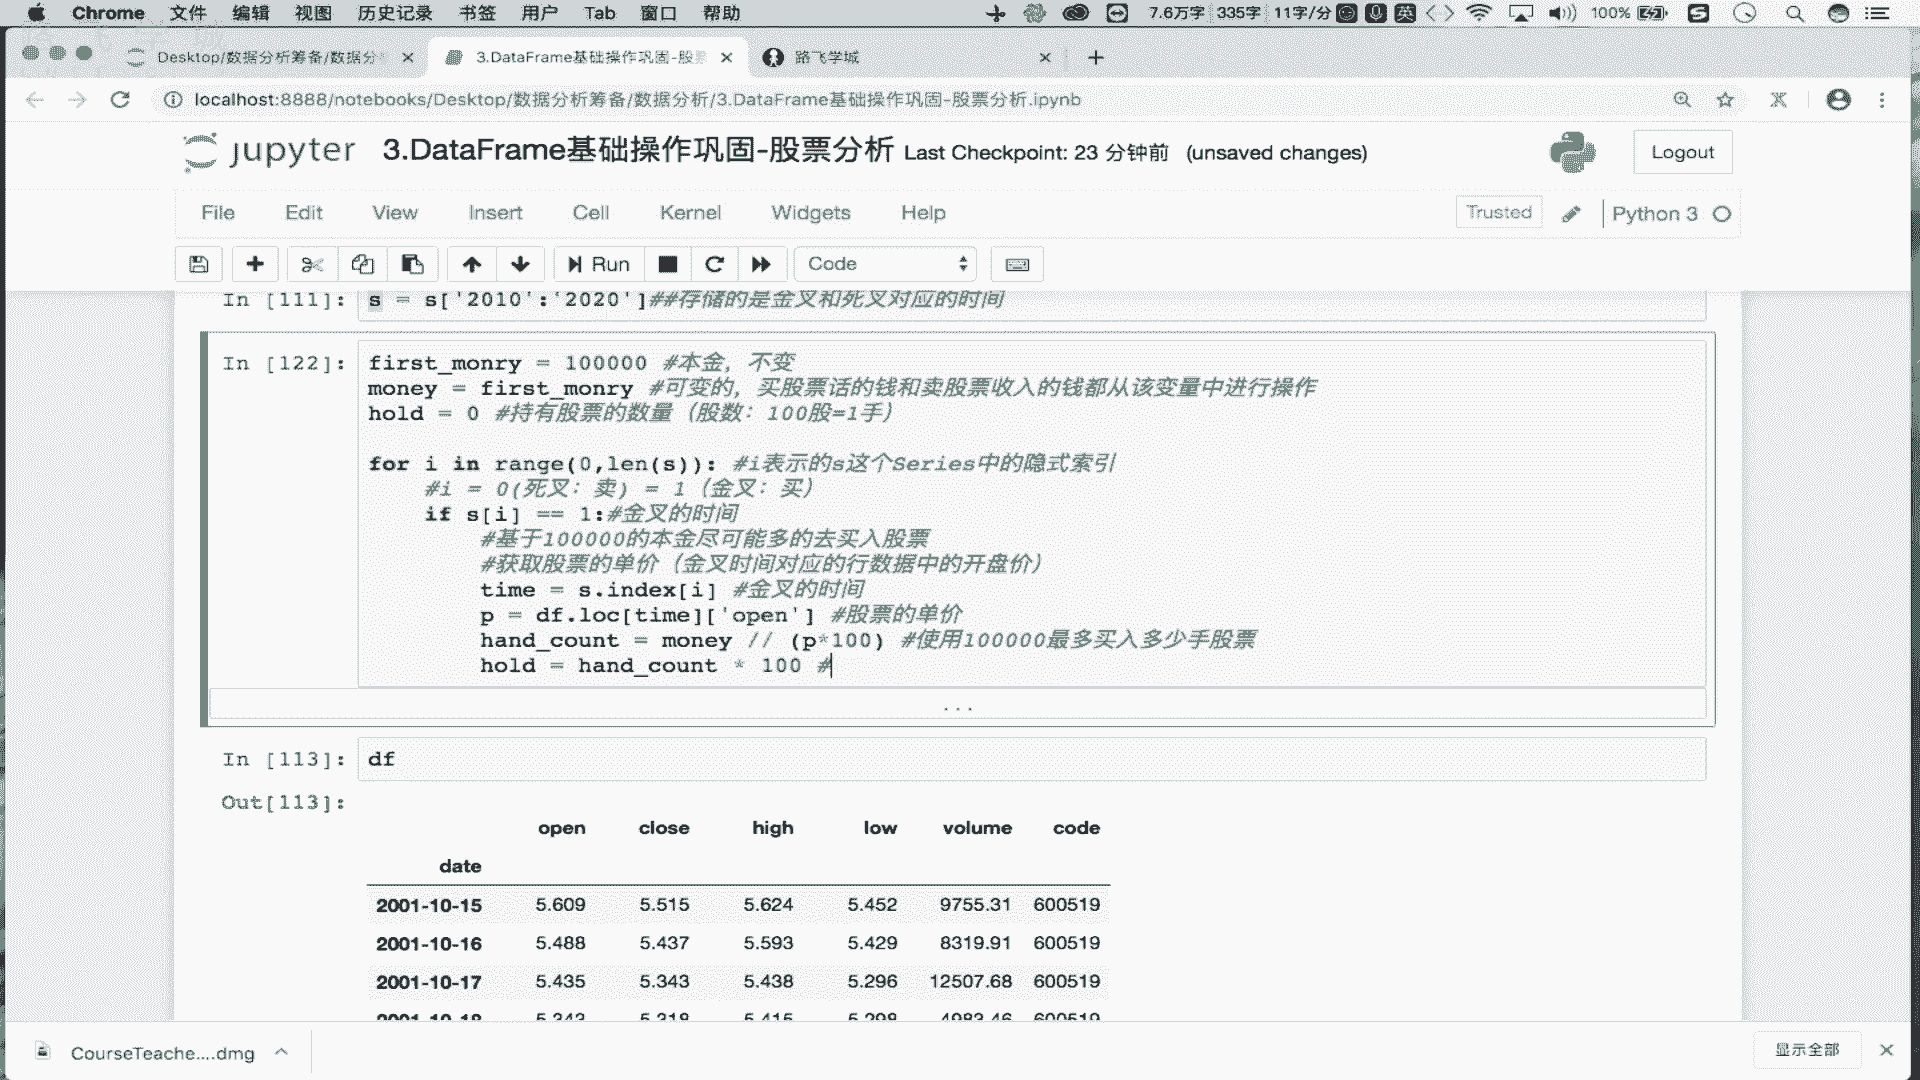 Chrome 文件 编辑 视图 历史记录 书签 用户 Tab 窗口 帮助 7.6万字 335字 11字/分 英 100%
Desktop/数据分析筹备/数据分 3.DataFrame基础操作巩固-股 路飞学城
localhost:8888/notebooks/Desktop/数据分析筹备/数据分析/3.DataFrame基础操作巩固-股票分析.ipynb
jupyter 3.DataFrame基础操作巩固-股票分析 Last Checkpoint: 23 分钟前 (unsaved changes) Logout
File Edit View Insert Cell Kernel Widgets Help Trusted Python 3
Run Code
In [111]: s = s['2010':'2020']##存储的是金叉和死叉对应的时间
In [122]: first_monry = 100000 #本金，不变
money = first_monry #可变的，买股票话的钱和卖股票收入的钱都从该变量中进行操作
hold = 0 #持有股票的数量（股数：100股=1手）
for i in range(0,len(s)): #i表示的s这个Series中的隐式索引
#i = 0(死叉：卖) = 1（金叉：买）
if s[i] == 1:#金叉的时间
#基于100000的本金尽可能多的去买入股票
#获取股票的单价（金叉时间对应的行数据中的开盘价）
time = s.index[i] #金叉的时间
p = df.loc[time]['open'] #股票的单价
hand_count = money // (p*100) #使用100000最多买入多少手股票
hold = hand_count * 100 #
...
In [113]: df
Out[113]:
open close high low volume code
date
2001-10-15 5.609 5.515 5.624 5.452 9755.31 600519
2001-10-16 5.488 5.437 5.593 5.429 8319.91 600519
2001-10-17 5.435 5.343 5.438 5.296 12507.68 600519
2001-10-18 5.343 5.318 5.415 5.298 4983.46 600519
CourseTeache....dmg 显示全部